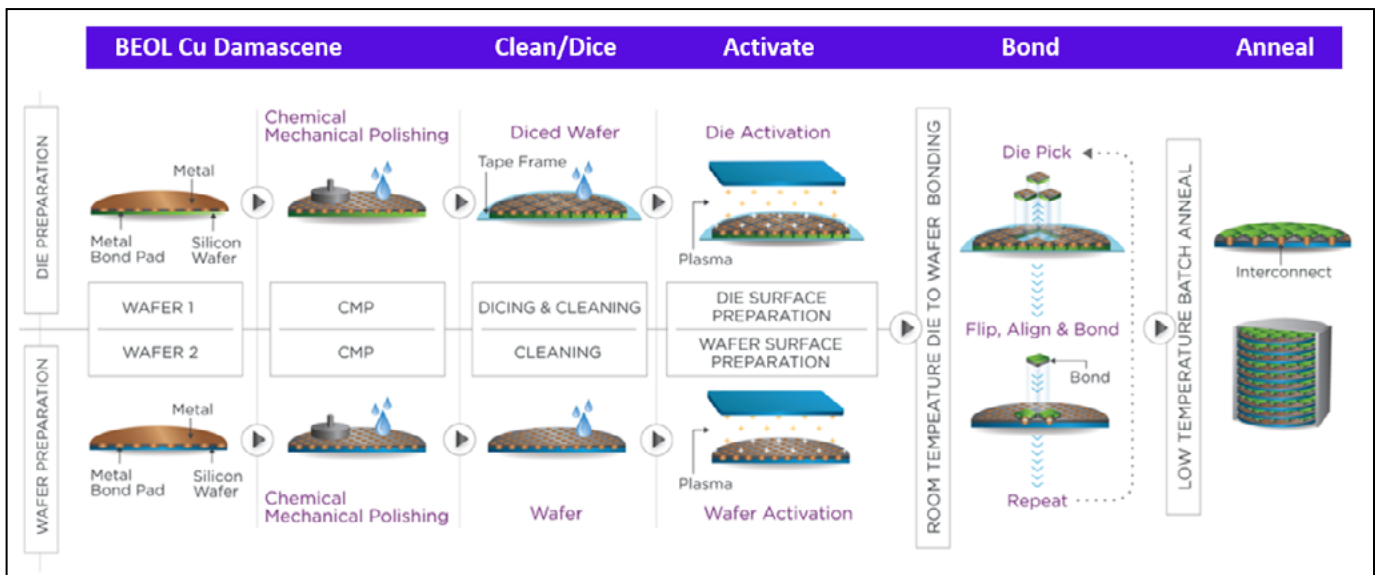 BEOL Cu Damascene
Clean/Dice
Activate
Bond
Anneal
DIE PREPARATION
Metal
Metal
Bond Pad
Silicon
Wafer
Chemical
Mechanical Polishing
Diced Wafer
Tape Frame
Die Activation
Plasma
WAFER 1
CMP
DICING & CLEANING
DIE SURFACE
PREPARATION
WAFER 2
CMP
CLEANING
WAFER SURFACE
PREPARATION
WAFER PREPARATION
Metal
Metal
Bond Pad
Silicon
Wafer
Chemical
Mechanical Polishing
Wafer
Plasma
Wafer Activation
ROOM TEMPEATURE DIE TO WAFER BONDING
Die Pick
Flip, Align & Bond
Bond
Repeat
LOW TEMPERATURE BATCH ANNEAL
Interconnect